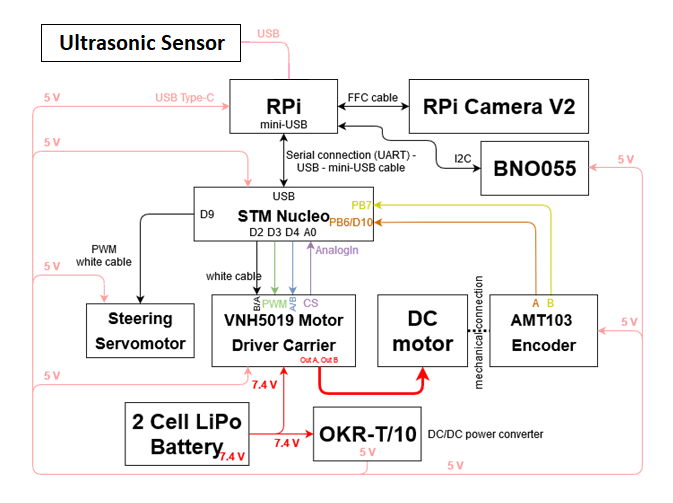 USB
Ultrasonic Sensor
5 V
USB Type-C
RPi
mini-USB
FFC cable
RPi Camera V2
5 V
Serial connection (UART) -
USB - mini-USB cable
I2C
BNO055
5 V
USB
STM Nucleo
D9
D2 D3 D4 A0
PB7
PB6/D10
PWM
white cable
white cable
AnalogIn
5 V
Steering
Servomotor
B/A
PWM
A/B
CS
VNH5019 Motor
Driver Carrier
Out A, Out B
DC
motor
mechanical connection
A
B
AMT103
Encoder
5 V
5 V
7.4 V
2 Cell LiPo
Battery
7.4 V
7.4 V
OKR-T/10
5 V
DC/DC power converter
5 V